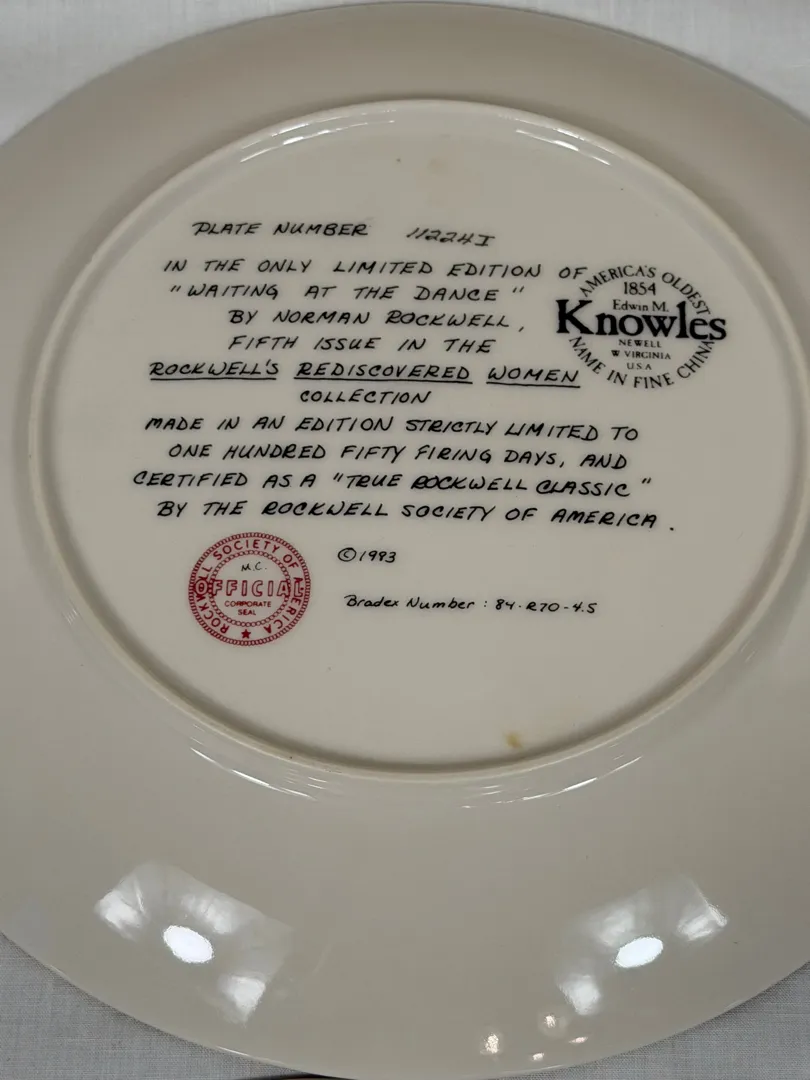 PLATE NUMBER 11224I
IN THE ONLY LIMITED EDITION OF
"WAITING AT THE DANCE"
BY NORMAN ROCKWELL,
FIFTH ISSUE IN THE
ROCKWELL'S REDISCOVERED WOMEN
COLLECTION
MADE IN AN EDITION STRICTLY LIMITED TO
ONE HUNDRED FIFTY FIRING DAYS, AND
CERTIFIED AS A "TRUE ROCKWELL CLASSIC"
BY THE ROCKWELL SOCIETY OF AMERICA.
AMERICA'S OLDEST
1854
Edwin M.
Knowles
NEWELL
W VIRGINIA
U.S.A
NAME IN FINE CHINA
ROCKWELL SOCIETY OF AMERICA
M.C.
OFFICIAL
CORPORATE
SEAL
©1983
Bradex Number: 84-R70-4.5